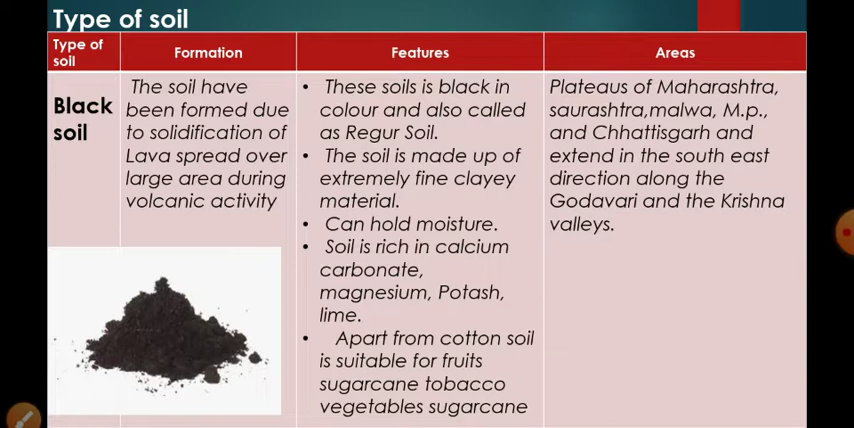 Type of soil
Type of
soil
Formation
Features
Areas
Black
soil
The soil have
been formed due
to solidification of
Lava spread over
large area during
volcanic activity
• These soils is black in
colour and also called
as Regur Soil.
• The soil is made up of
extremely fine clayey
material.
• Can hold moisture.
• Soil is rich in calcium
carbonate,
magnesium, Potash,
lime.
• Apart from cotton soil
is suitable for fruits
sugarcane tobacco
vegetables sugarcane
Plateaus of Maharashtra,
saurashtra,malwa, M.p.,
and Chhattisgarh and
extend in the south east
direction along the
Godavari and the Krishna
valleys.